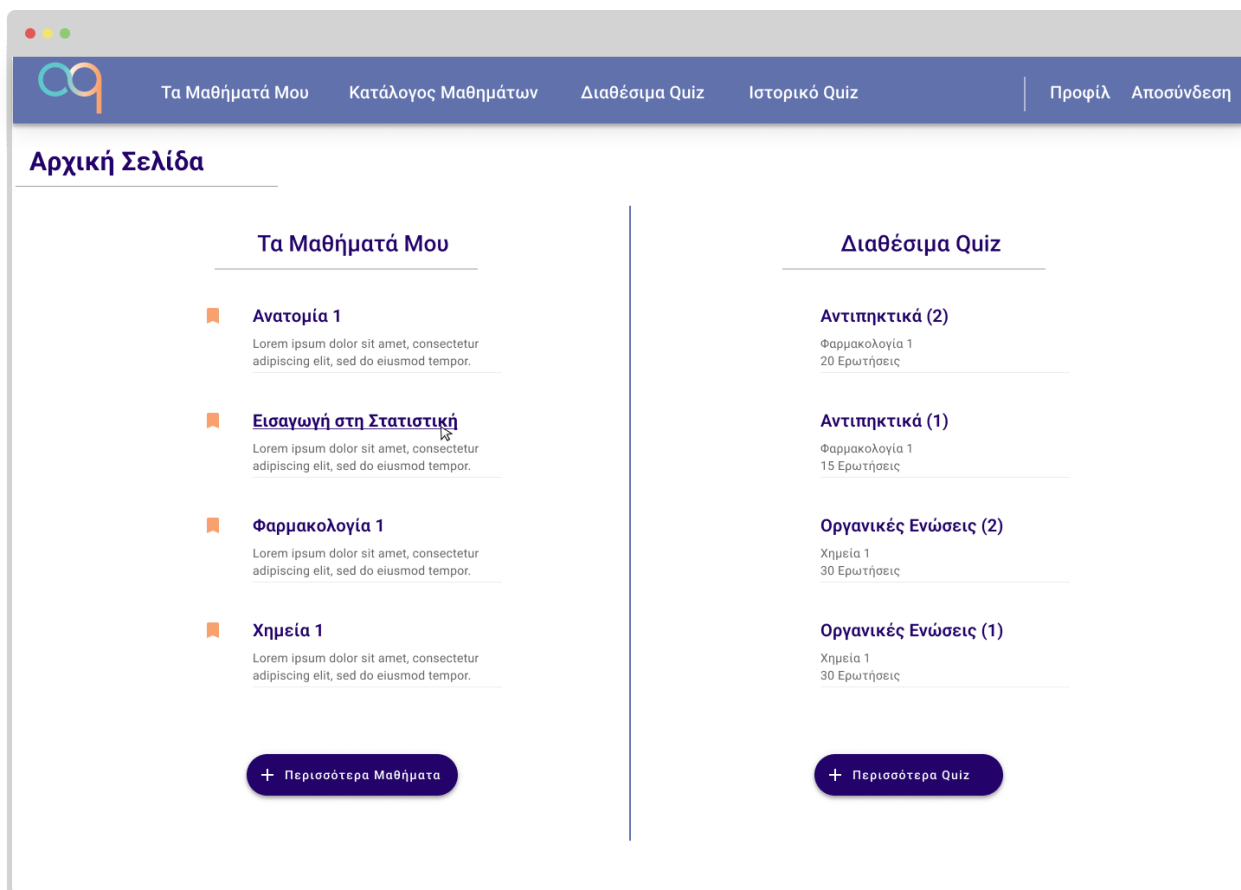 Τα Μαθήματά Μου
Κατάλογος Μαθημάτων
Διαθέσιμα Quiz
Ιστορικό Quiz
Προφίλ
Αποσύνδεση
Αρχική Σελίδα
Τα Μαθήματά Μου
Ανατομία 1
Lorem ipsum dolor sit amet, consectetur
adipiscing elit, sed do eiusmod tempor.
Εισαγωγή στη Στατιστική
Lorem ipsum dolor sit amet, consectetur
adipiscing elit, sed do eiusmod tempor.
Φαρμακολογία 1
Lorem ipsum dolor sit amet, consectetur
adipiscing elit, sed do eiusmod tempor.
Χημεία 1
Lorem ipsum dolor sit amet, consectetur
adipiscing elit, sed do eiusmod tempor.
+ Περισσότερα Μαθήματα
Διαθέσιμα Quiz
Αντιπηκτικά (2)
Φαρμακολογία 1
20 Ερωτήσεις
Αντιπηκτικά (1)
Φαρμακολογία 1
15 Ερωτήσεις
Οργανικές Ενώσεις (2)
Χημεία 1
30 Ερωτήσεις
Οργανικές Ενώσεις (1)
Χημεία 1
30 Ερωτήσεις
+ Περισσότερα Quiz